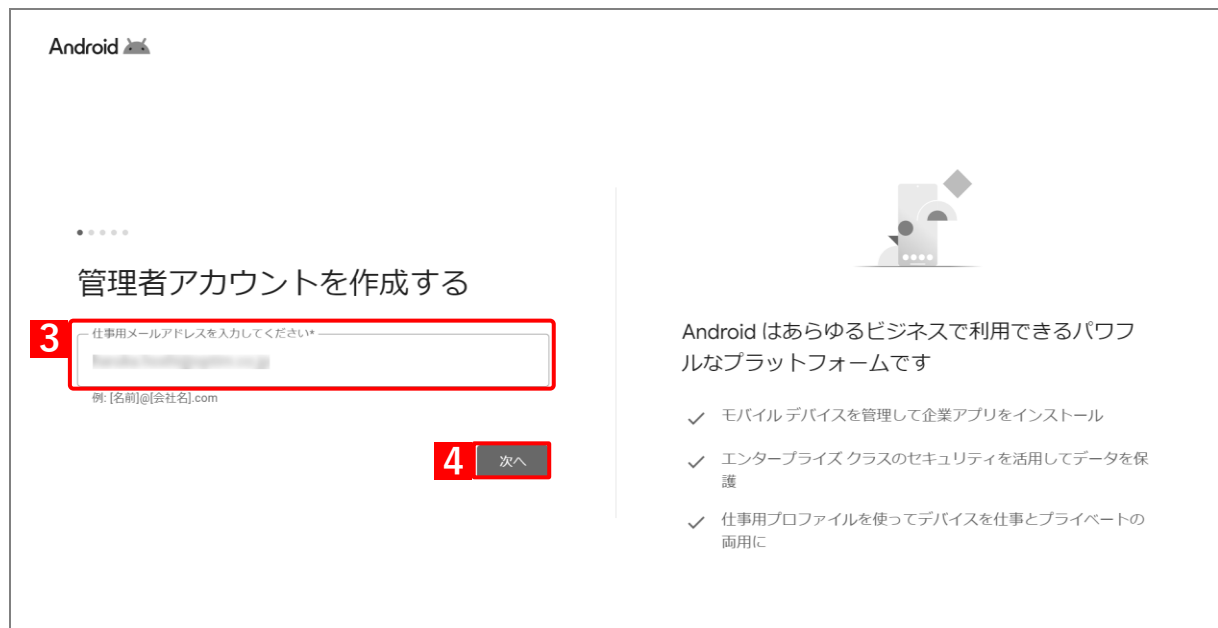 Android
管理者アカウントを作成する
3
仕事用メールアドレスを入力してください*
例: [名前]@[会社名].com
4
次へ
Android はあらゆるビジネスで利用できるパワフ
ルなプラットフォームです
モバイル デバイスを管理して企業アプリをインストール
エンタープライズ クラスのセキュリティを活用してデータを保
護
仕事用プロファイルを使ってデバイスを仕事とプライベートの
両用に